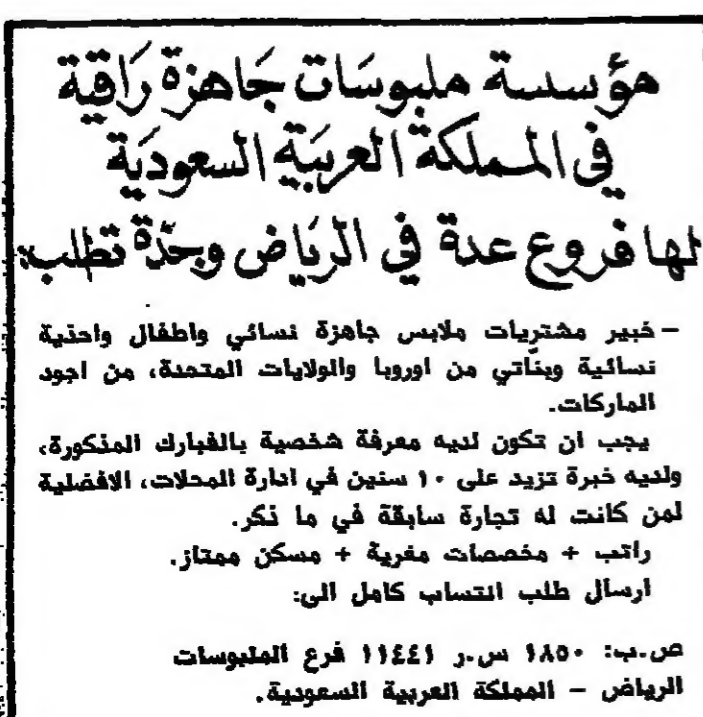 مؤسسة ملبوسات جاهزة راقية
في المملكة العربية السعودية
لها فروع عدة في الرياض وجدة تطلب:
– خبير مشتريات ملابس جاهزة نسائي واطفال واحذية
نسائية وبناتي من اوروبا والولايات المتحدة، من اجود
الماركات.
يجب ان تكون لديه معرفة شخصية بالفبارك المذكورة،
ولديه خبرة تزيد على ١٠ سنين في ادارة المحلات، الافضلية
لمن كانت له تجارة سابقة في ما ذكر.
راتب + مخصصات مغرية + مسكن ممتاز.
ارسال طلب انتساب كامل الى:
ص.ب: ١٨٥٠ س.ر ١١٤٤١ فرع الملبوسات
الرياض – المملكة العربية السعودية.